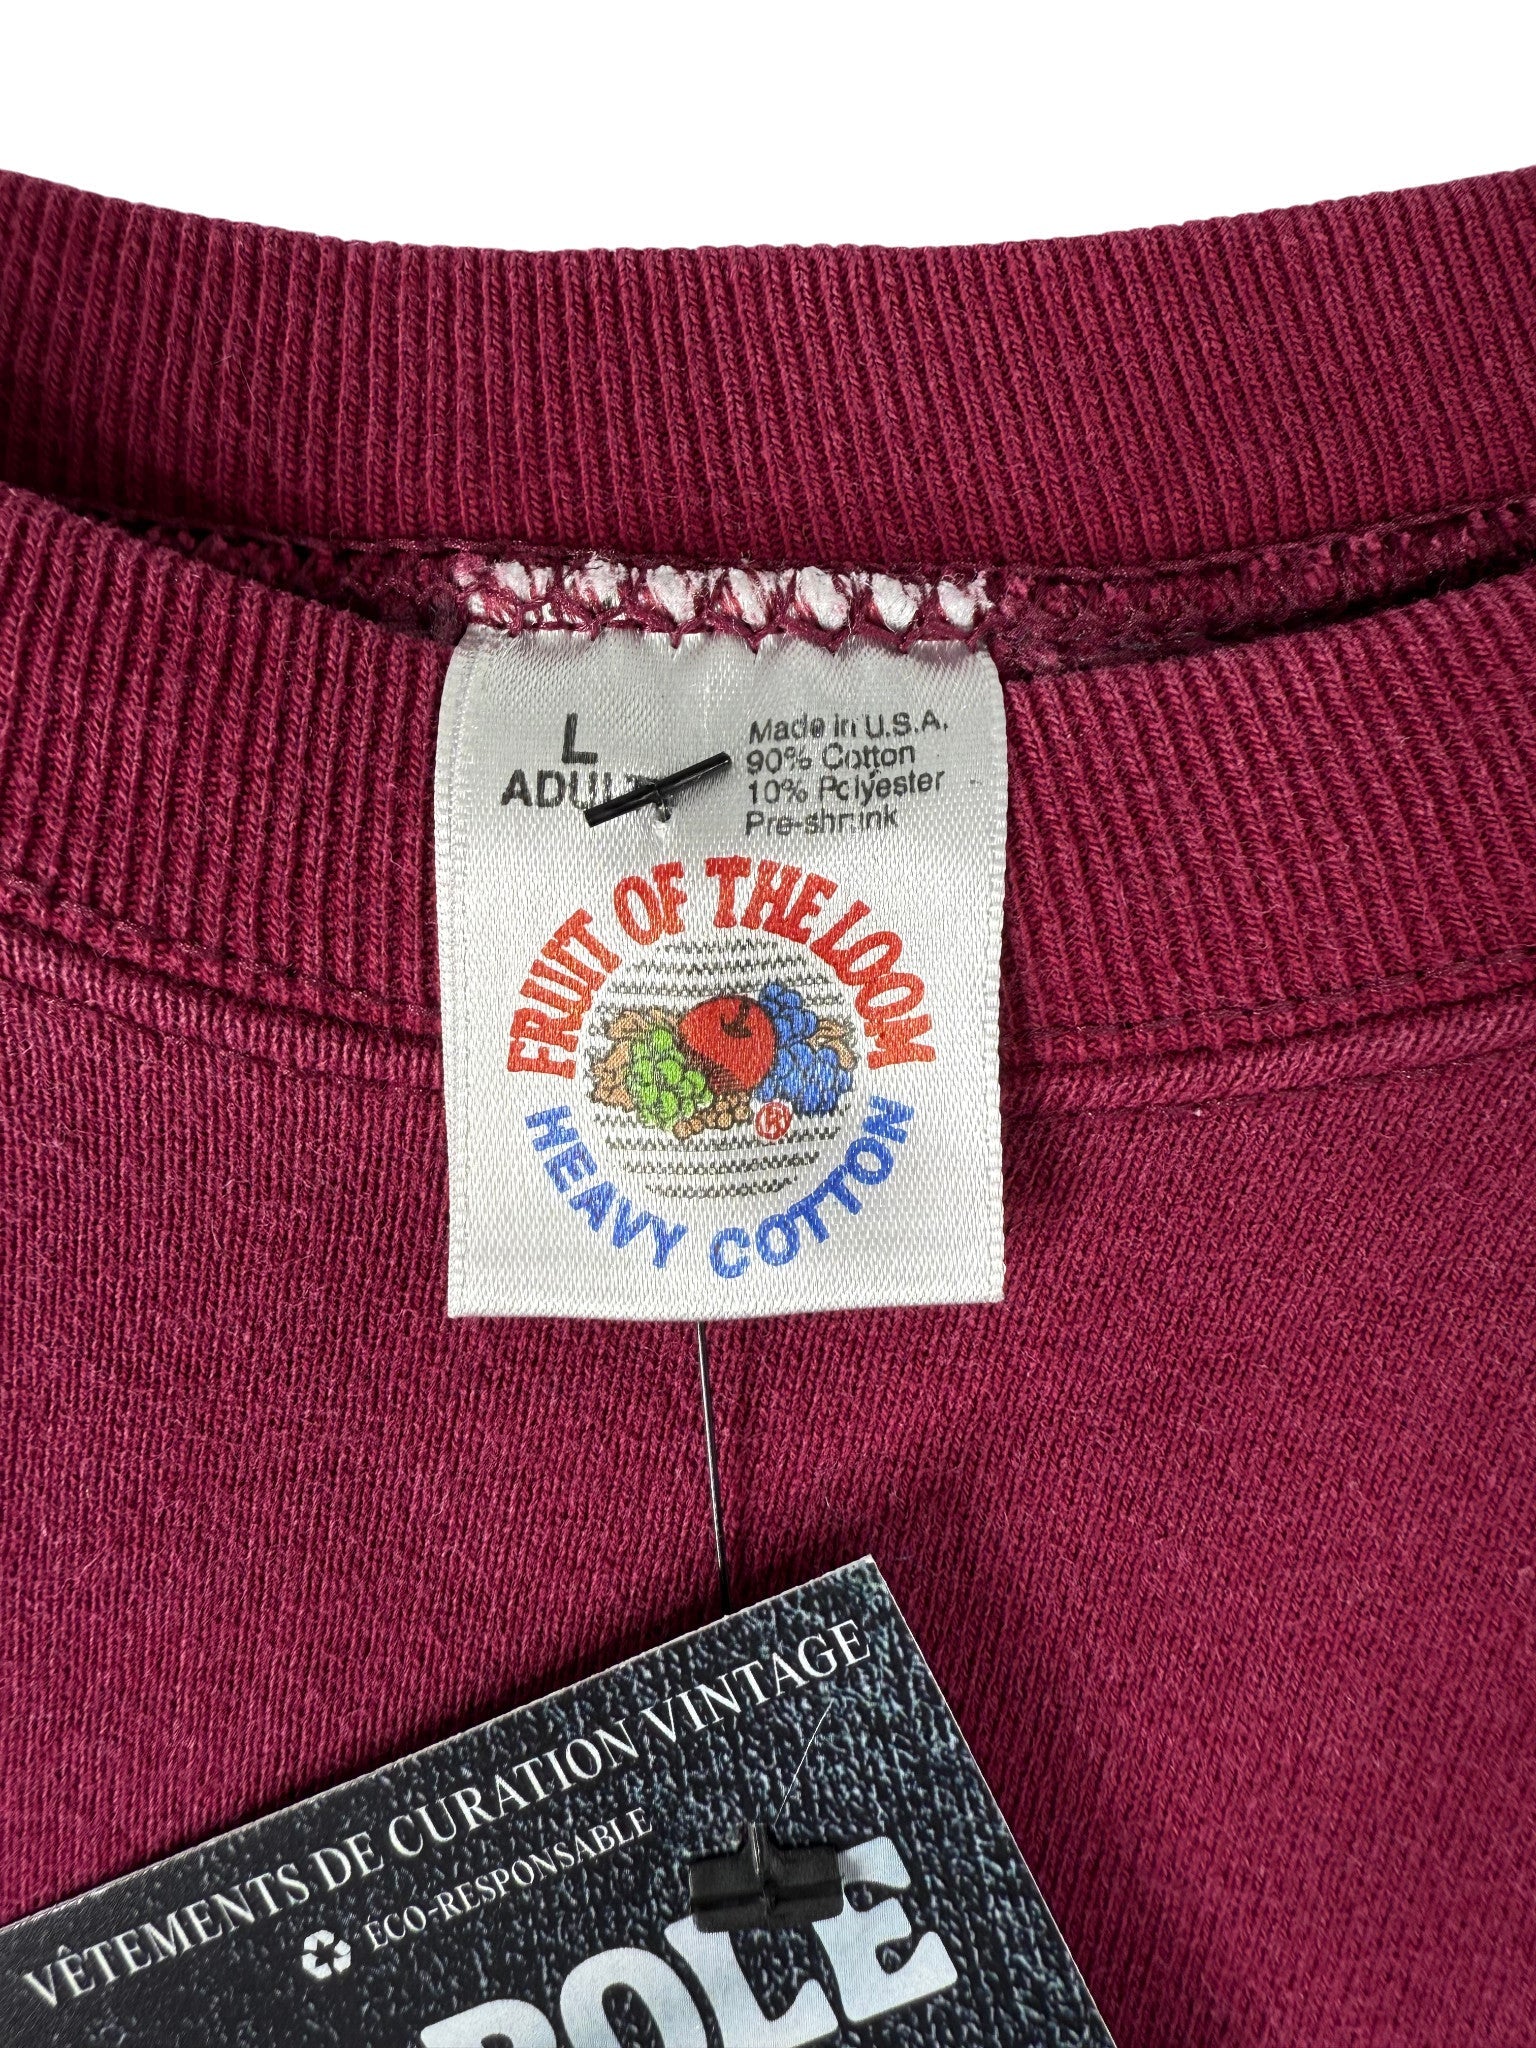 L
ADULT
Made in U.S.A.
90% Cotton
10% Polyester
Pre-shrunk
FRUIT OF THE LOOM
®
HEAVY COTTON
VÊTEMENTS DE CURATION VINTAGE
ÉCO-RESPONSABLE